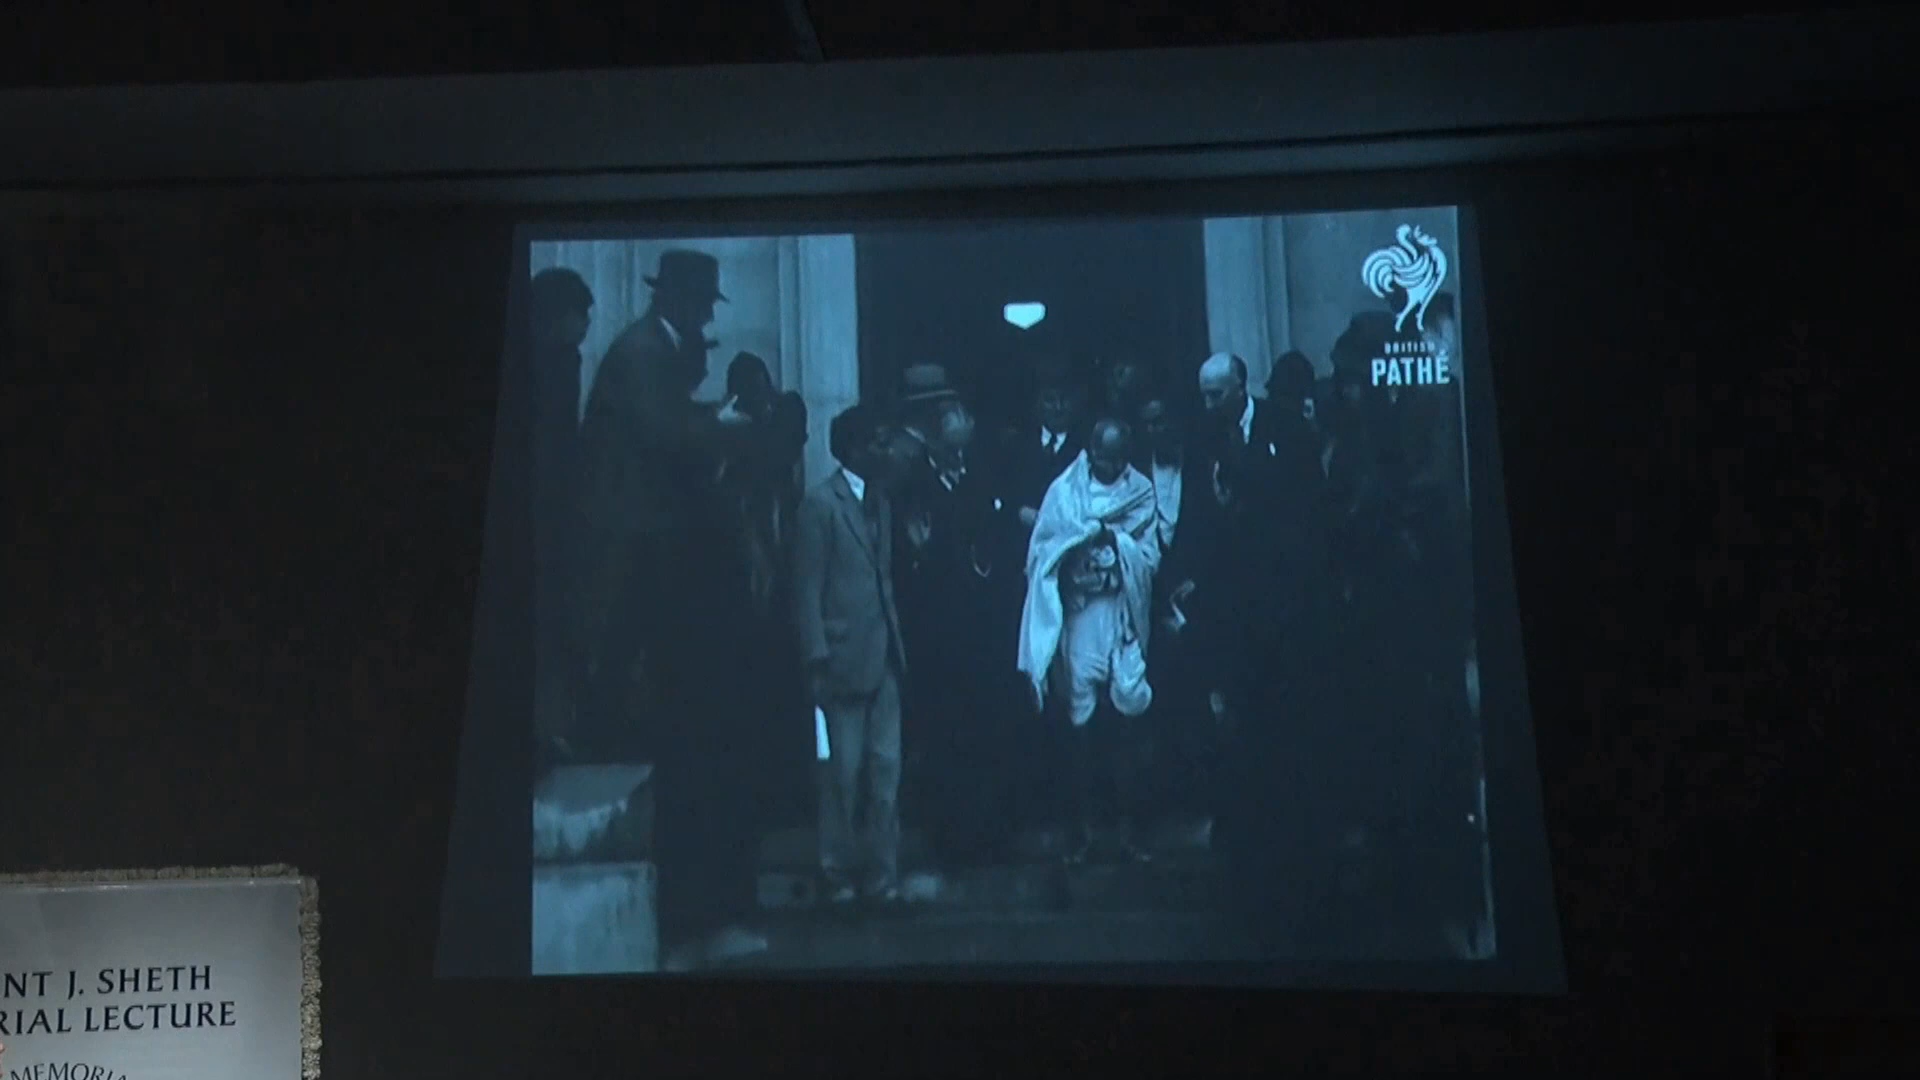 BRITISH
PATHÉ
NT J. SHETH
RIAL LECTURE
MEMORIA